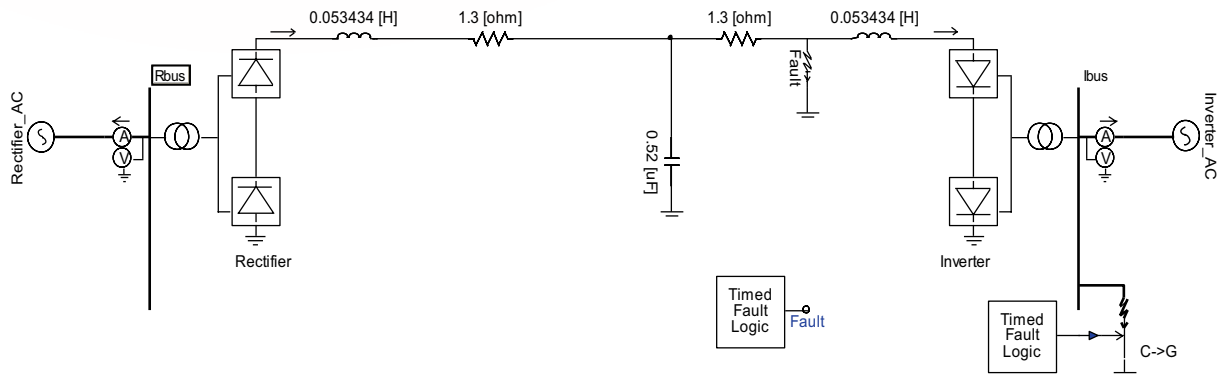 0.053434 [H]
1.3 [ohm]
1.3 [ohm]
0.053434 [H]
Rectifier_AC
A
V
Rbus
Rectifier
0.52 [uF]
Fault
Inverter
Ibus
A
V
Inverter_AC
Timed
Fault
Logic
Fault
Timed
Fault
Logic
C->G